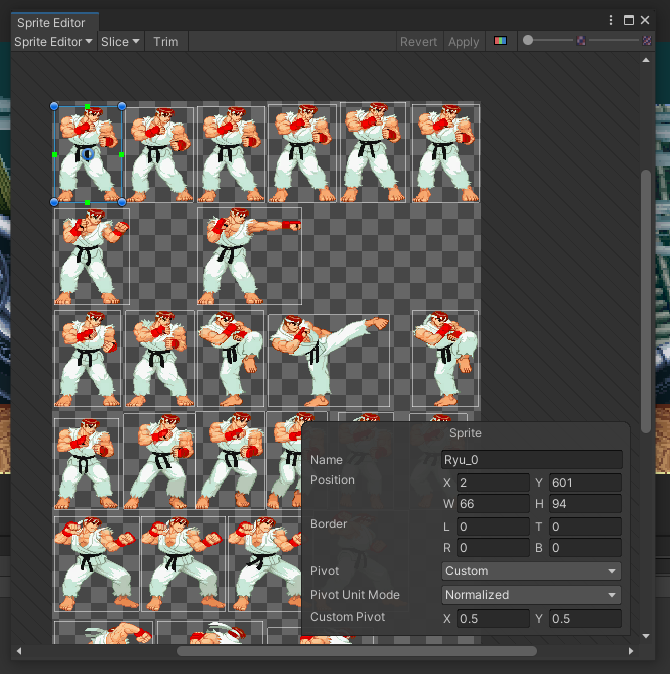 Sprite Editor
Sprite Editor Slice Trim Revert Apply
Sprite
Name Ryu_0
Position X 2 Y 601
W 66 H 94
Border L 0 T 0
R 0 B 0
Pivot Custom
Pivot Unit Mode Normalized
Custom Pivot X 0.5 Y 0.5